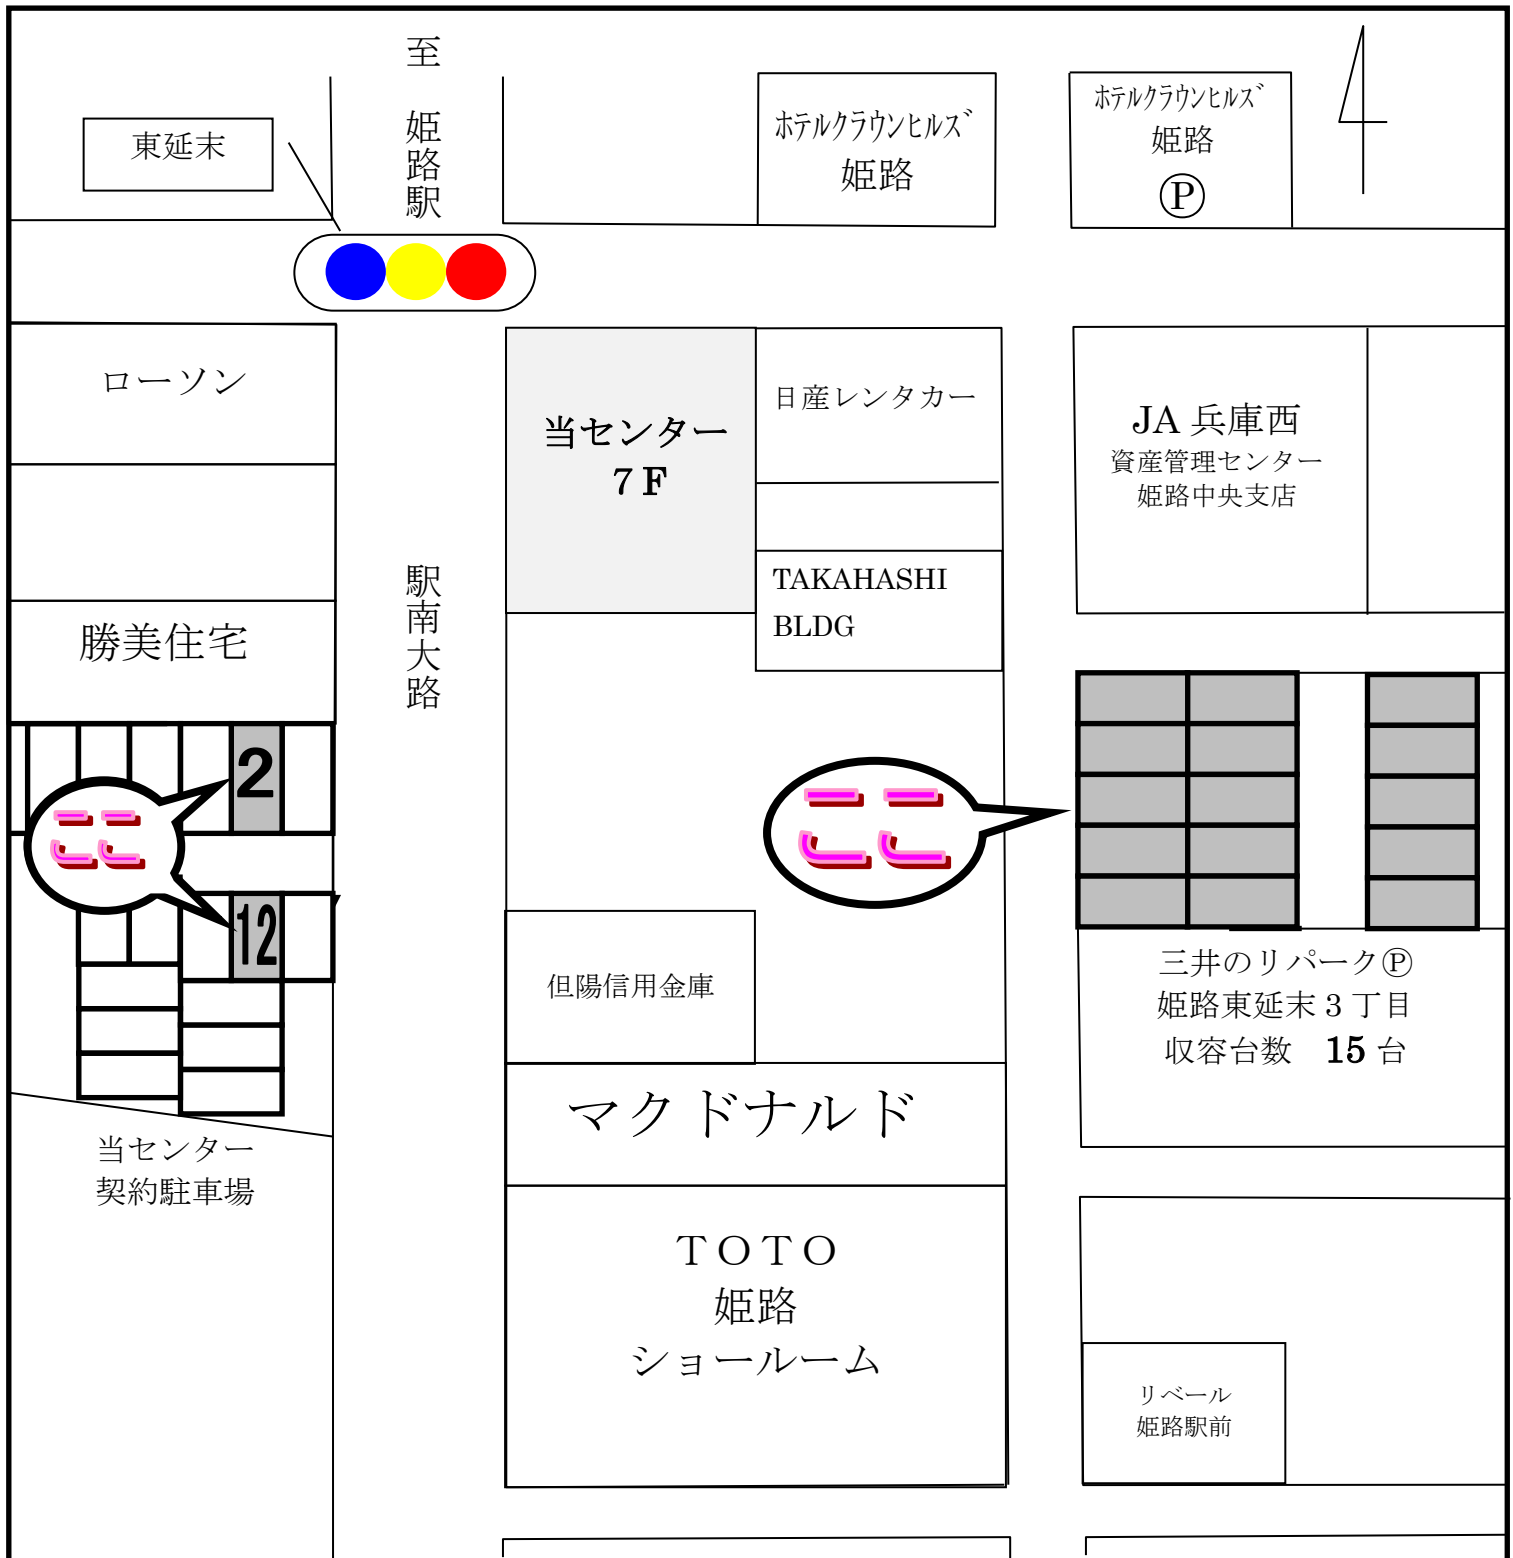 至　姫路駅
東延末
ホテルクラウンヒルズ
姫路
ホテルクラウンヒルズ
姫路
Ⓟ
ローソン
当センター
７F
日産レンタカー
JA 兵庫西
資産管理センター
姫路中央支店
TAKAHASHI
BLDG
駅南大路
勝美住宅
2
ここ
ここ
12
但陽信用金庫
三井のリパークⓅ
姫路東延末 3 丁目
収容台数　15 台
マクドナルド
当センター
契約駐車場
ＴＯＴＯ
姫路
ショールーム
リベール
姫路駅前